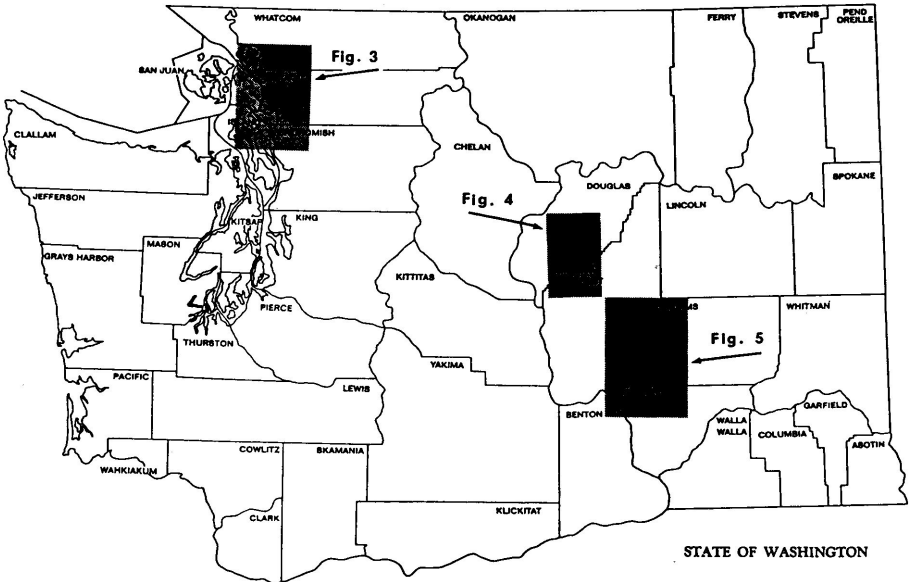 WHATCOM
OKANOGAN
FERRY
STEVENS
PEND
OREILLE
Fig. 3
SAN JUAN
CLALLAM
CHELAN
SPOKANE
JEFFERSON
Fig. 4
DOUGLAS
LINCOLN
KITSAP
KING
MASON
GRAYS HARBOR
KITTITAS
PIERCE
WHITMAN
THURSTON
Fig. 5
YAKIMA
PACIFIC
LEWIS
BENTON
GARFIELD
WALLA
WALLA
COLUMBIA
ABOTIN
COWLITZ
SKAMANIA
WAHKIAKUM
KLICKITAT
CLARK
STATE OF WASHINGTON